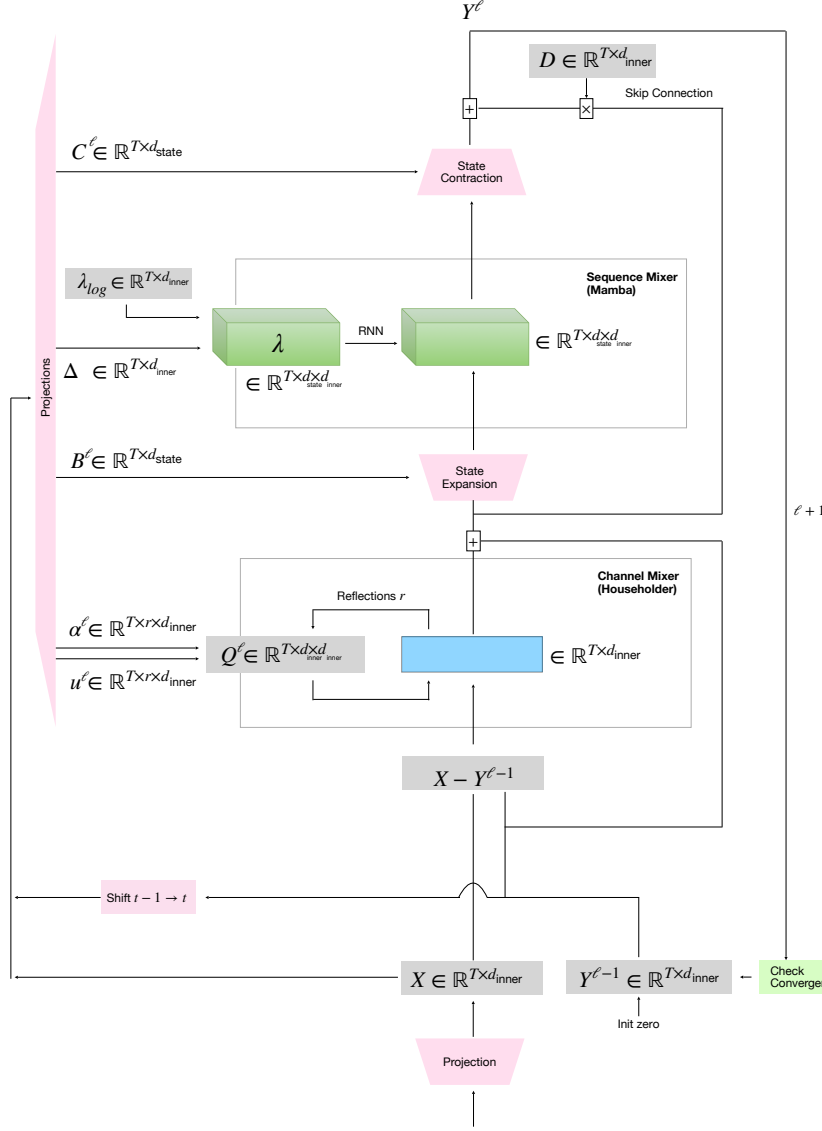 Y^ℓ
D ∈ ℝ^{T×d_inner}
Skip Connection
+
×
C^ℓ ∈ ℝ^{T×d_state}
State
Contraction
λ_log ∈ ℝ^{T×d_inner}
Sequence Mixer
(Mamba)
λ
RNN
∈ ℝ^{T×d_state×d_inner}
∈ ℝ^{T×d_state×d_inner}
Δ ∈ ℝ^{T×d_inner}
Projections
B^ℓ ∈ ℝ^{T×d_state}
State
Expansion
ℓ + 1
+
Channel Mixer
(Householder)
Reflections r
α^ℓ ∈ ℝ^{T×r×d_inner}
Q^ℓ ∈ ℝ^{T×d_inner×d_inner}
∈ ℝ^{T×d_inner}
u^ℓ ∈ ℝ^{T×r×d_inner}
X − Y^{ℓ−1}
Shift t − 1 → t
X ∈ ℝ^{T×d_inner}
Y^{ℓ−1} ∈ ℝ^{T×d_inner}
Check
Converger
Init zero
Projection